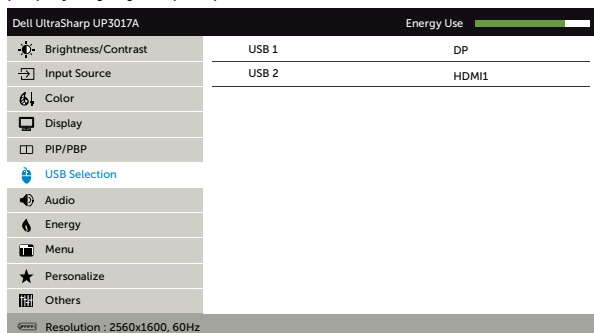 Dell UltraSharp UP3017A Energy Use
Brightness/Contrast USB 1 DP
Input Source USB 2 HDMI1
Color
Display
PIP/PBP
USB Selection
Audio
Energy
Menu
Personalize
Others
Resolution : 2560x1600, 60Hz